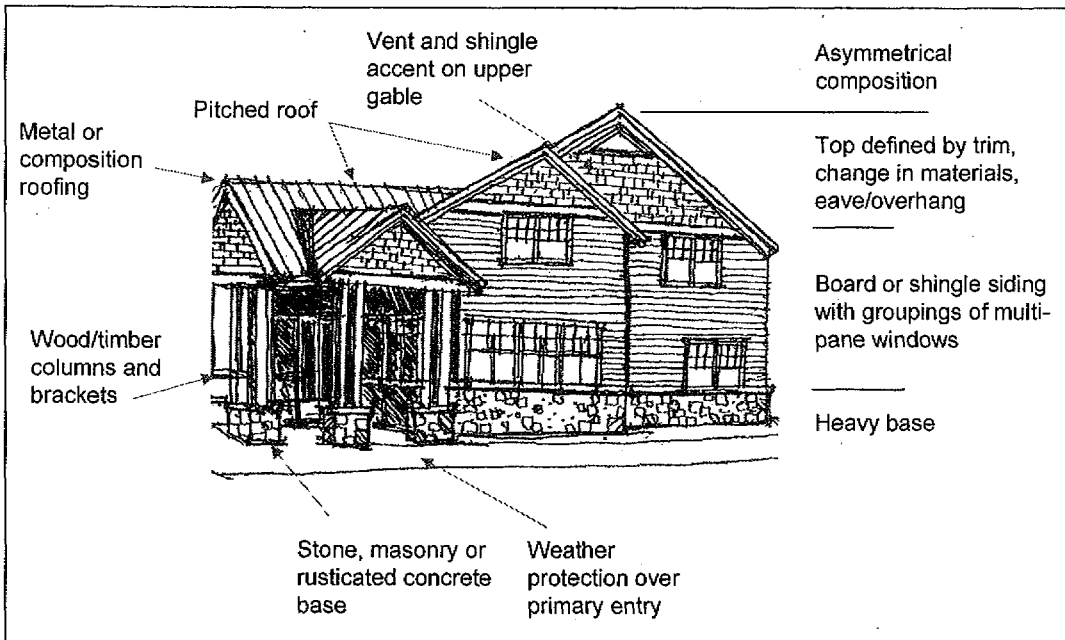 Vent and shingle
accent on upper
gable
Asymmetrical
composition
Pitched roof
Metal or
composition
roofing
Top defined by trim,
change in materials,
eave/overhang
Board or shingle siding
with groupings of multi-
pane windows
Wood/timber
columns and
brackets
Heavy base
Stone, masonry or
rusticated concrete
base
Weather
protection over
primary entry